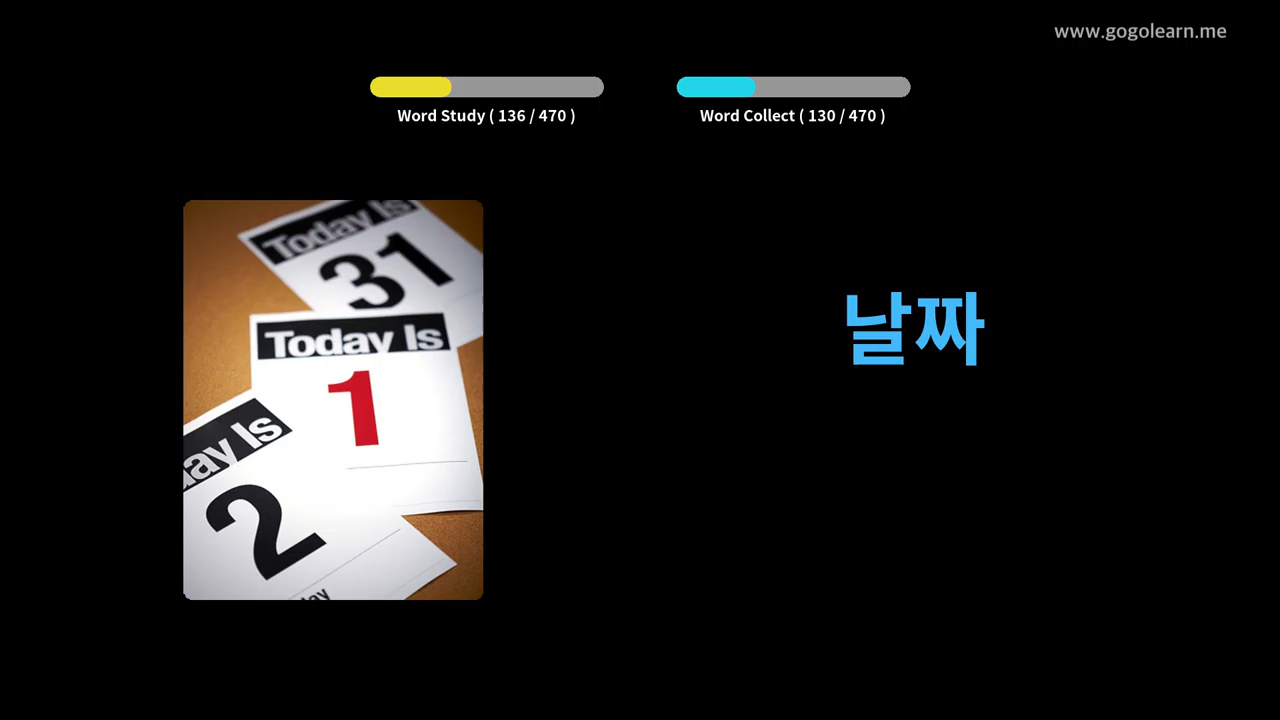 www.gogolearn.me
Word Study ( 136 / 470 )
Word Collect ( 130 / 470 )
Today Is
31
Today Is
1
ay Is
2
날짜